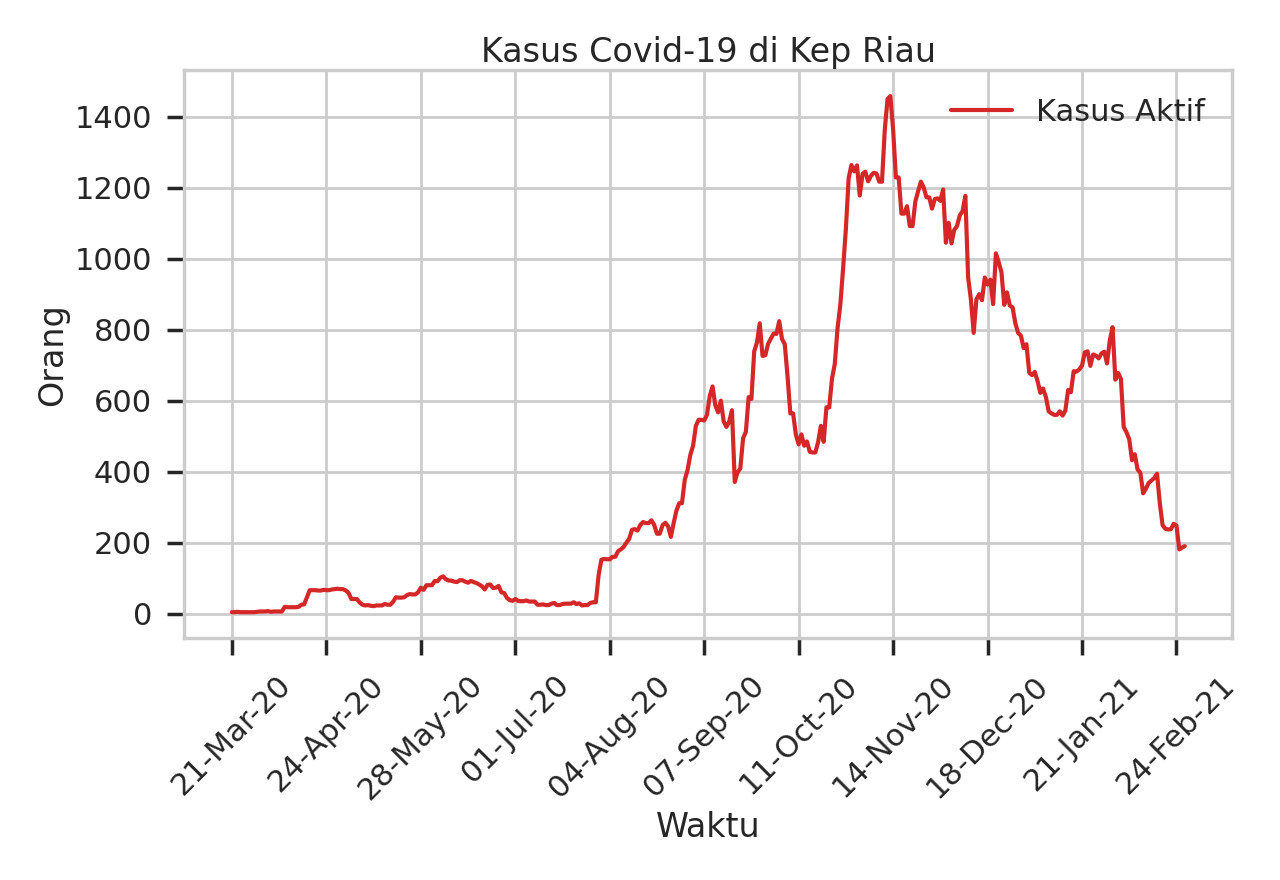 Kasus Covid-19 di Kep Riau
Kasus Aktif
1400
1200
1000
800
600
400
200
0
Orang
21-Mar-20
24-Apr-20
28-May-20
01-Jul-20
04-Aug-20
07-Sep-20
11-Oct-20
14-Nov-20
18-Dec-20
21-Jan-21
24-Feb-21
Waktu